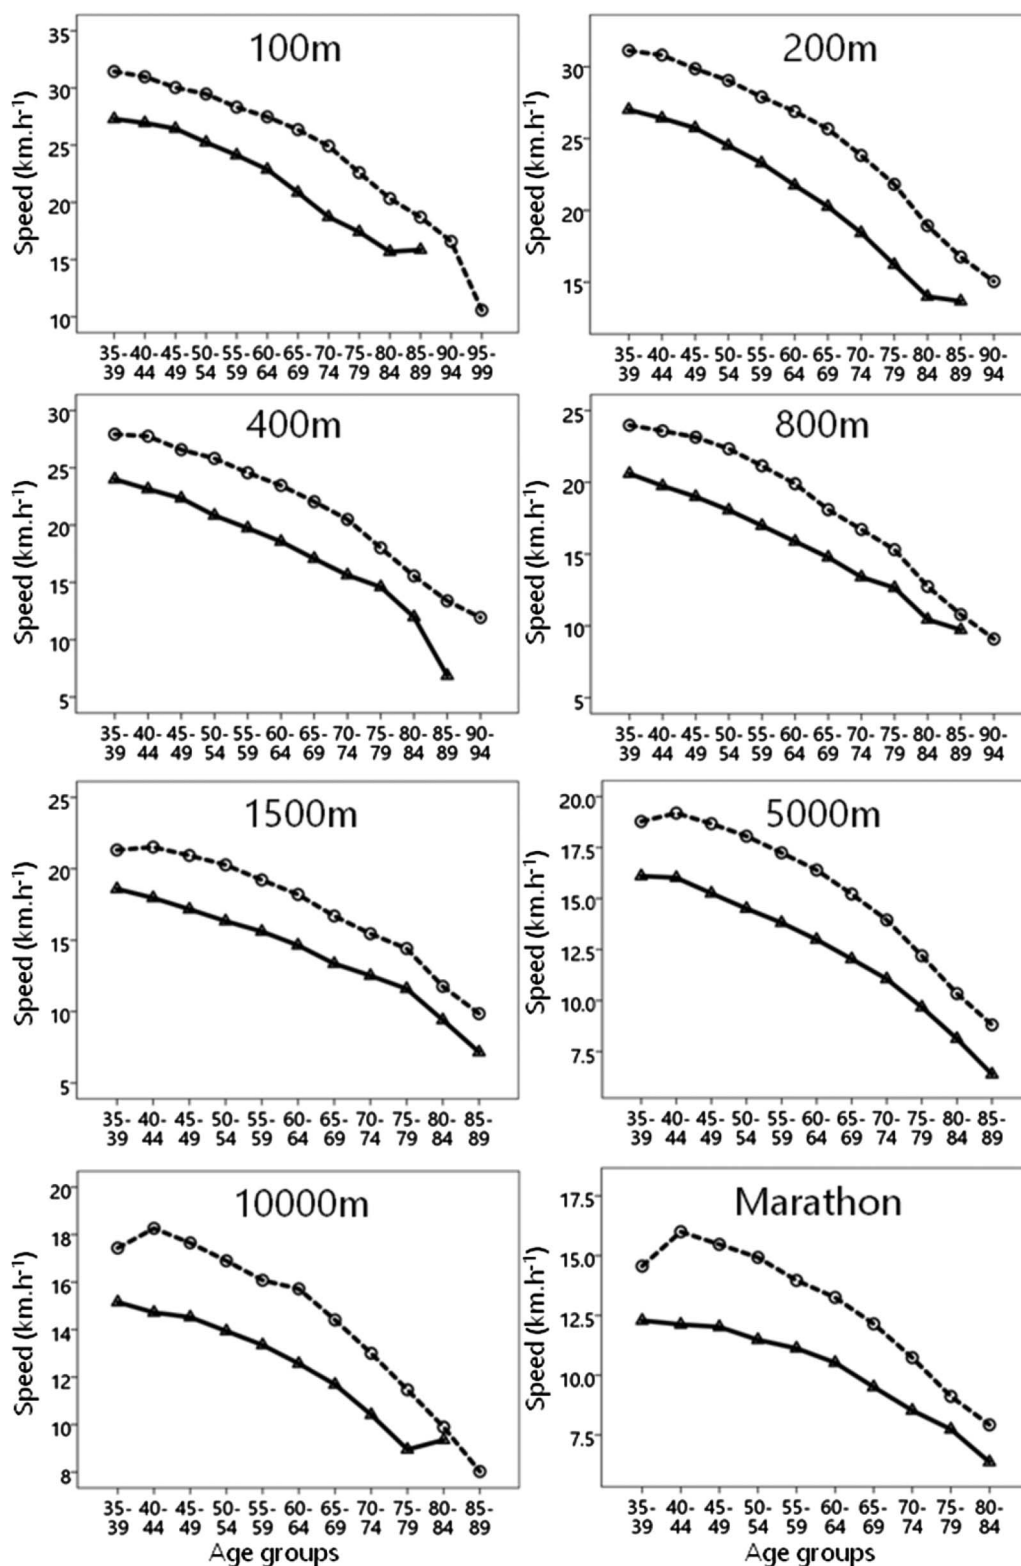 100m
Speed (km.h-1)
35
30
25
20
15
10
35- 40- 45- 50- 55- 60- 65- 70- 75- 80- 85- 90- 95-
39 44 49 54 59 64 69 74 79 84 89 94 99
200m
Speed (km.h-1)
30
25
20
15
35- 40- 45- 50- 55- 60- 65- 70- 75- 80- 85- 90-
39 44 49 54 59 64 69 74 79 84 89 94
400m
Speed (km.h-1)
30
25
20
15
10
5
35- 40- 45- 50- 55- 60- 65- 70- 75- 80- 85- 90-
39 44 49 54 59 64 69 74 79 84 89 94
800m
Speed (km.h-1)
25
20
15
10
5
35- 40- 45- 50- 55- 60- 65- 70- 75- 80- 85- 90-
39 44 49 54 59 64 69 74 79 84 89 94
1500m
Speed (km.h-1)
25
20
15
10
5
35- 40- 45- 50- 55- 60- 65- 70- 75- 80- 85-
39 44 49 54 59 64 69 74 79 84 89
5000m
Speed (km.h-1)
20.0
17.5
15.0
12.5
10.0
7.5
35- 40- 45- 50- 55- 60- 65- 70- 75- 80- 85-
39 44 49 54 59 64 69 74 79 84 89
10000m
Speed (km.h-1)
20
18
16
14
12
10
8
35- 40- 45- 50- 55- 60- 65- 70- 75- 80- 85-
39 44 49 54 59 64 69 74 79 84 89
Age groups
Marathon
Speed (km.h-1)
17.5
15.0
12.5
10.0
7.5
35- 40- 45- 50- 55- 60- 65- 70- 75- 80-
39 44 49 54 59 64 69 74 79 84
Age groups